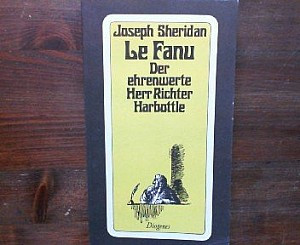 Joseph Sheridan
Le Fanu
Der
ehrenwerte
Herr Richter
Harbottle
Diogenes